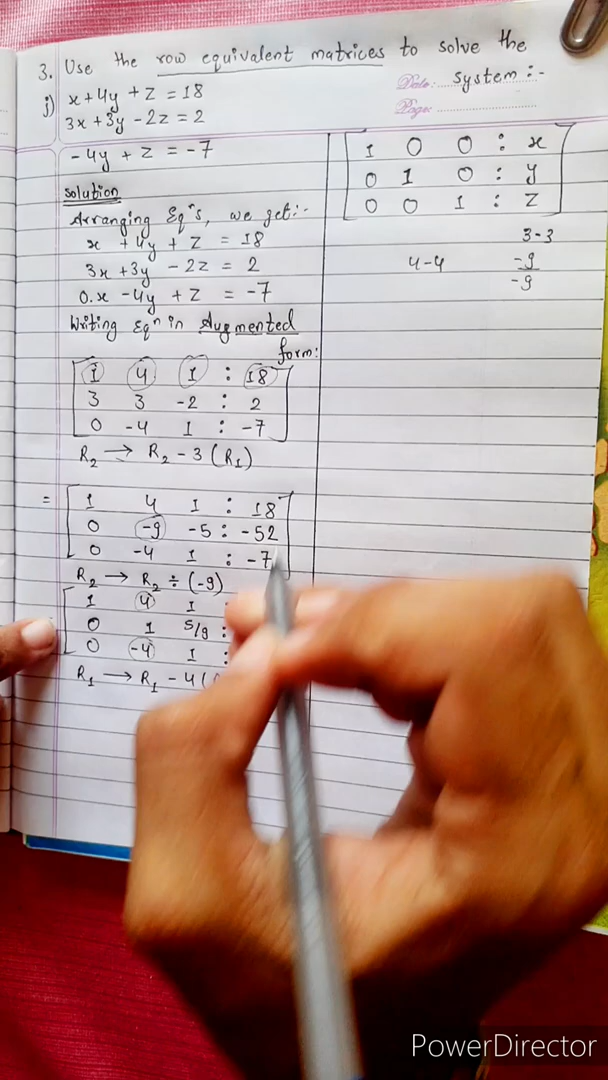 3. Use the row equivalent matrices to solve the
Date: system :-
Page:
i) x + 4y + z = 18
3x + 3y - 2z = 2
- 4y + z = -7
Solution
Arranging Eqⁿs, we get:-
x + 4y + z = 18
3x + 3y - 2z = 2
0.x - 4y + z = -7
Writing Eqⁿ in Augmented
form:
1 4 1 : 18
3 3 -2 : 2
0 -4 1 : -7
R₂ → R₂ - 3 (R₁)
= 1 4 1 : 18
0 -9 -5 : -52
0 -4 1 : -7
R₂ → R₂ ÷ (-9)
1 4 1
0 1 5/9 :
0 -4 1 :
R₁ → R₁ - 4 (
1 0 0 : x
0 1 0 : y
0 0 1 : z
3-3
4-4 -9
-9
PowerDirector